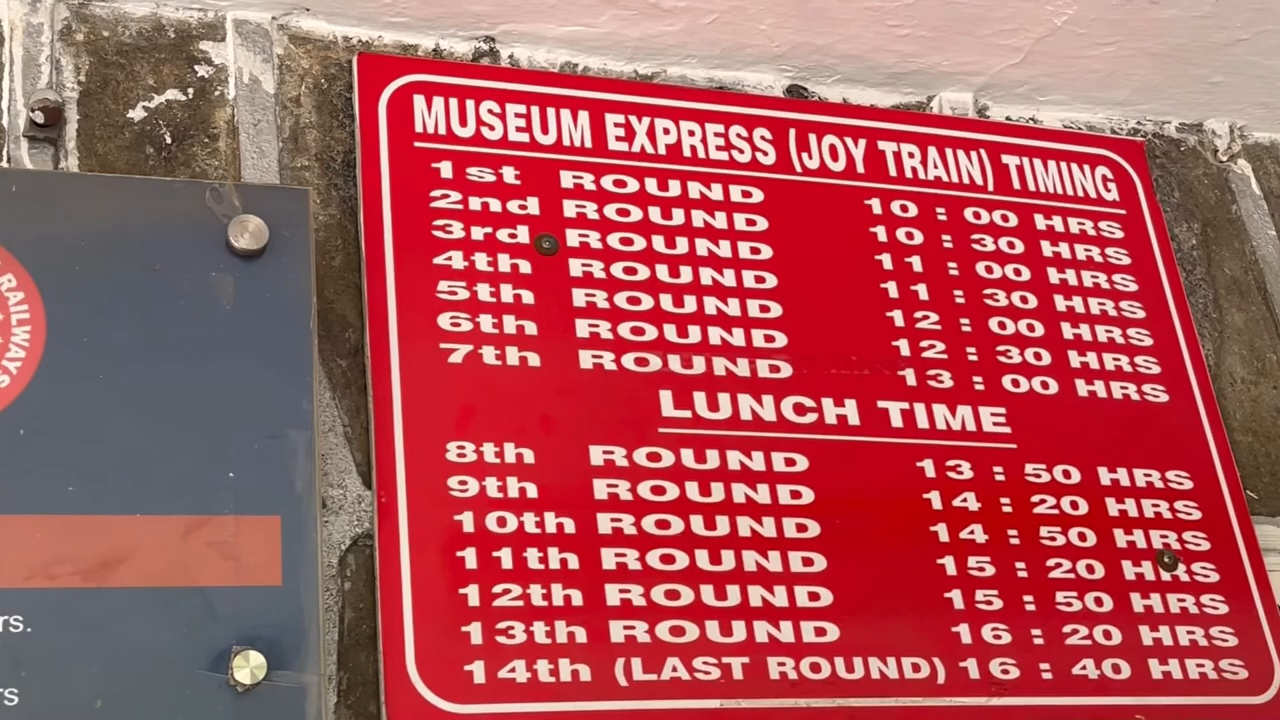 RAILWAYS
rs.
rs
MUSEUM EXPRESS (JOY TRAIN) TIMING
1st ROUND 10 : 00 HRS
2nd ROUND 10 : 30 HRS
3rd ROUND 11 : 00 HRS
4th ROUND 11 : 30 HRS
5th ROUND 12 : 00 HRS
6th ROUND 12 : 30 HRS
7th ROUND 13 : 00 HRS
LUNCH TIME
8th ROUND 13 : 50 HRS
9th ROUND 14 : 20 HRS
10th ROUND 14 : 50 HRS
11th ROUND 15 : 20 HRS
12th ROUND 15 : 50 HRS
13th ROUND 16 : 20 HRS
14th (LAST ROUND) 16 : 40 HRS